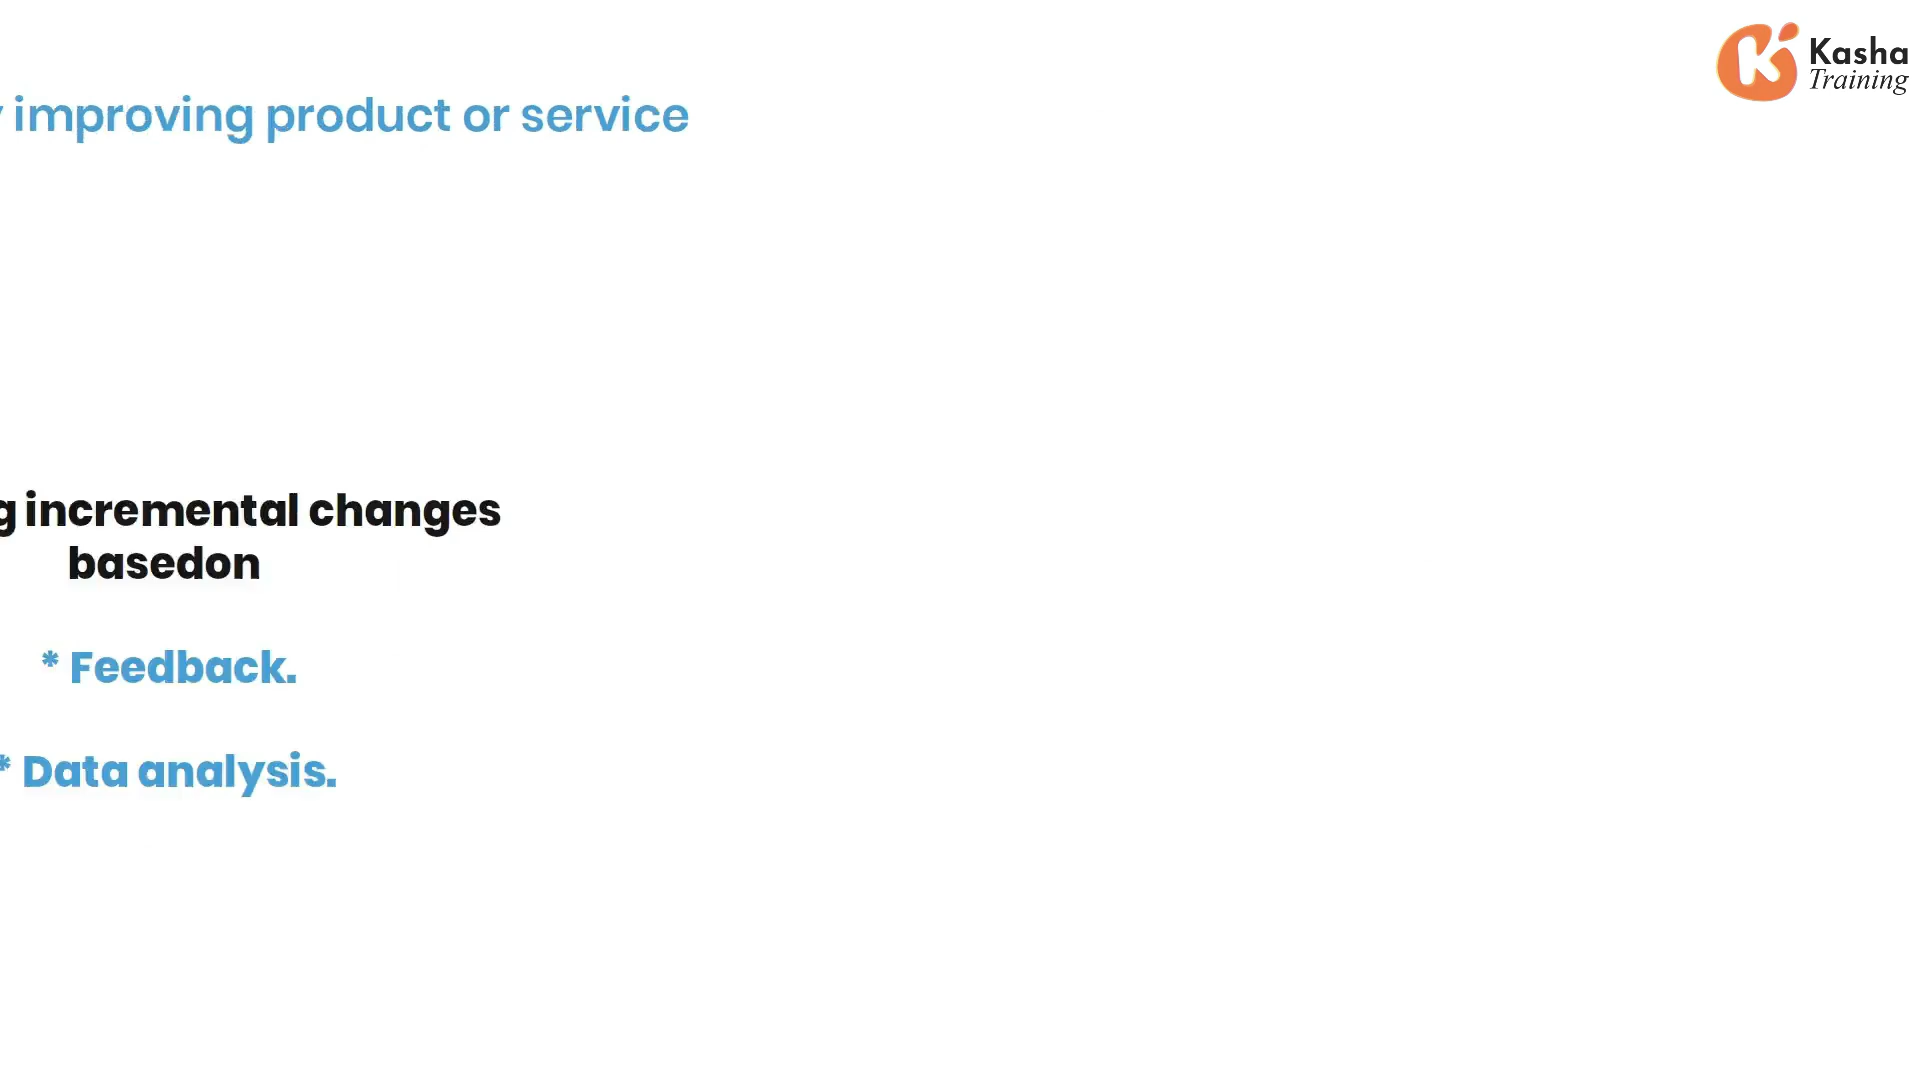 Kasha
Training
improving product or service
incremental changes
basedon
* Feedback.
* Data analysis.